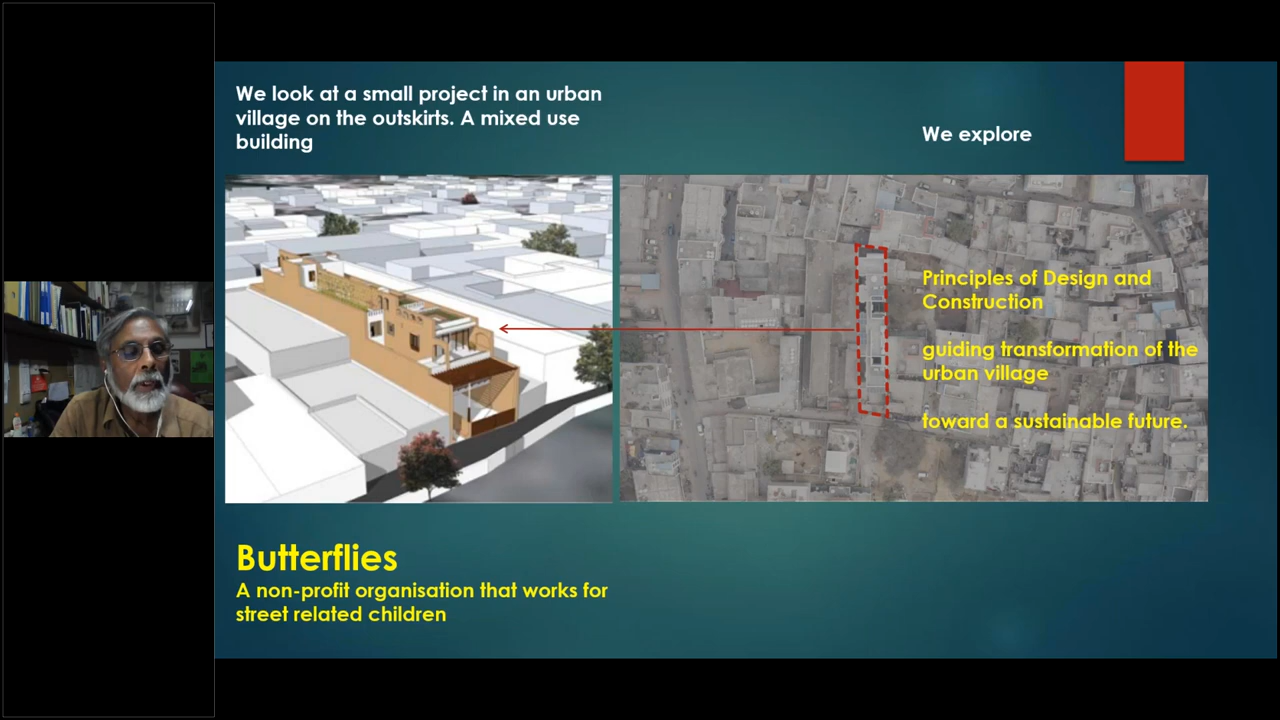 We look at a small project in an urban
village on the outskirts. A mixed use
building
We explore
Principles of Design and
Construction
guiding transformation of the
urban village
toward a sustainable future.
Butterflies
A non-profit organisation that works for
street related children